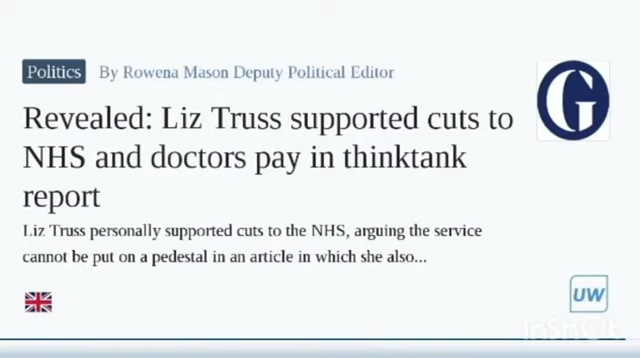 Politics By Rowena Mason Deputy Political Editor
Revealed: Liz Truss supported cuts to
NHS and doctors pay in thinktank
report
Liz Truss personally supported cuts to the NHS, arguing the service
cannot be put on a pedestal in an article in which she also...
G
UW
InShOt